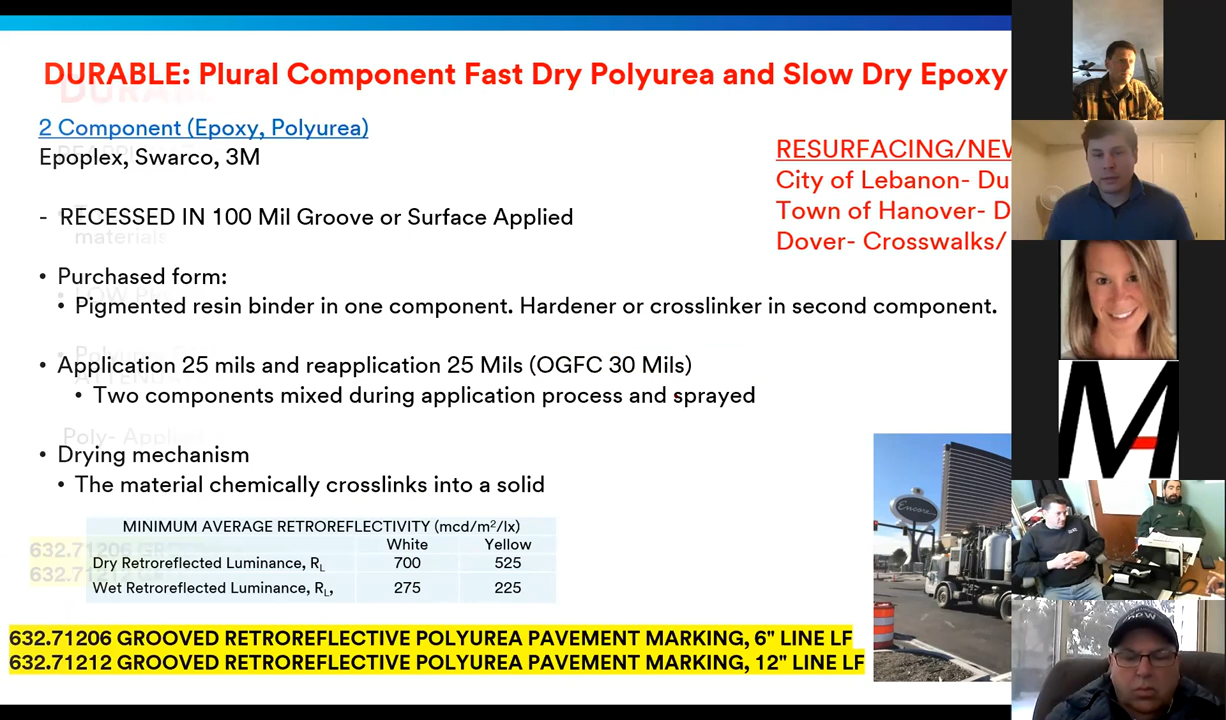 DURABLE: Plural Component Fast Dry Polyurea and Slow Dry Epoxy
2 Component (Epoxy, Polyurea)
Epoplex, Swarco, 3M
RESURFACING/NEW
City of Lebanon- Du
Town of Hanover- D
Dover- Crosswalks/
- RECESSED IN 100 Mil Groove or Surface Applied
materials
• Purchased form:
• Pigmented resin binder in one component. Hardener or crosslinker in second component.
• Application 25 mils and reapplication 25 Mils (OGFC 30 Mils)
• Two components mixed during application process and sprayed
Poly- Applic
• Drying mechanism
• The material chemically crosslinks into a solid
MINIMUM AVERAGE RETROREFLECTIVITY (mcd/m²/lx)
White Yellow
Dry Retroreflected Luminance, RL 700 525
Wet Retroreflected Luminance, RL, 275 225
632.71206 GROOVED RETROREFLECTIVE POLYUREA PAVEMENT MARKING, 6" LINE LF
632.71212 GROOVED RETROREFLECTIVE POLYUREA PAVEMENT MARKING, 12" LINE LF
Encore
MA